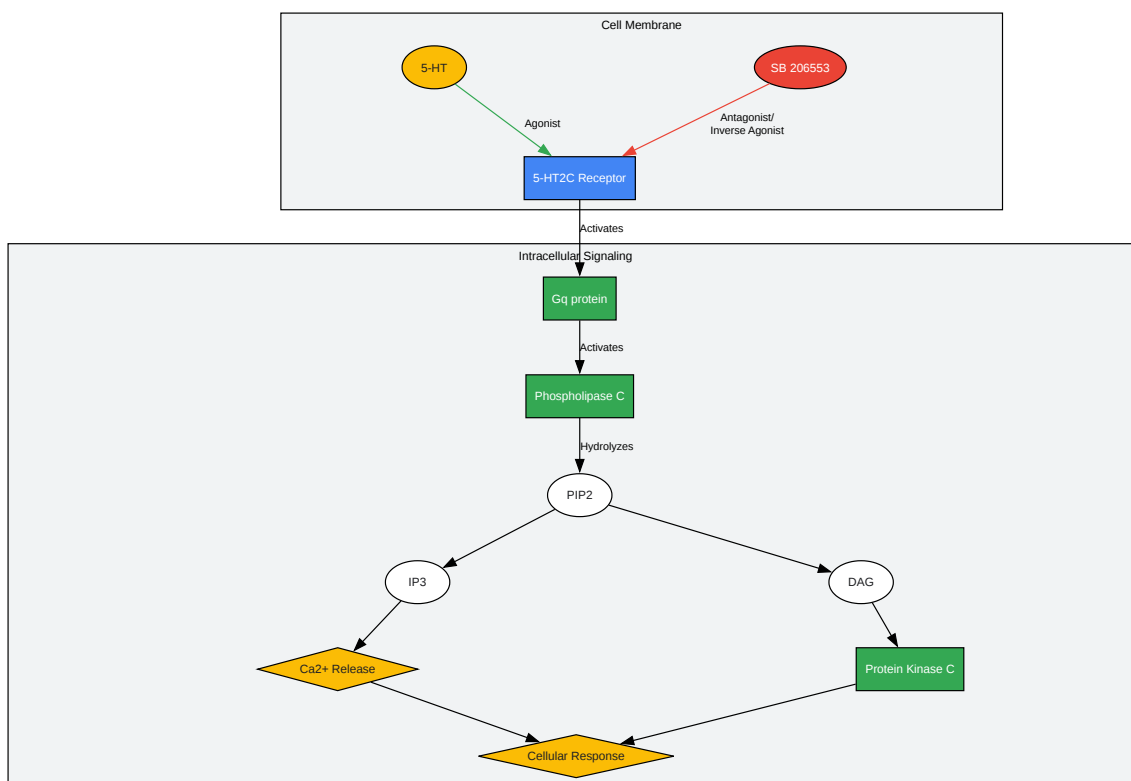 Cell Membrane
5-HT
SB 206553
Agonist
Antagonist/
Inverse Agonist
5-HT2C Receptor
Activates
Intracellular Signaling
Gq protein
Activates
Phospholipase C
Hydrolyzes
PIP2
IP3
DAG
Ca2+ Release
Protein Kinase C
Cellular Response